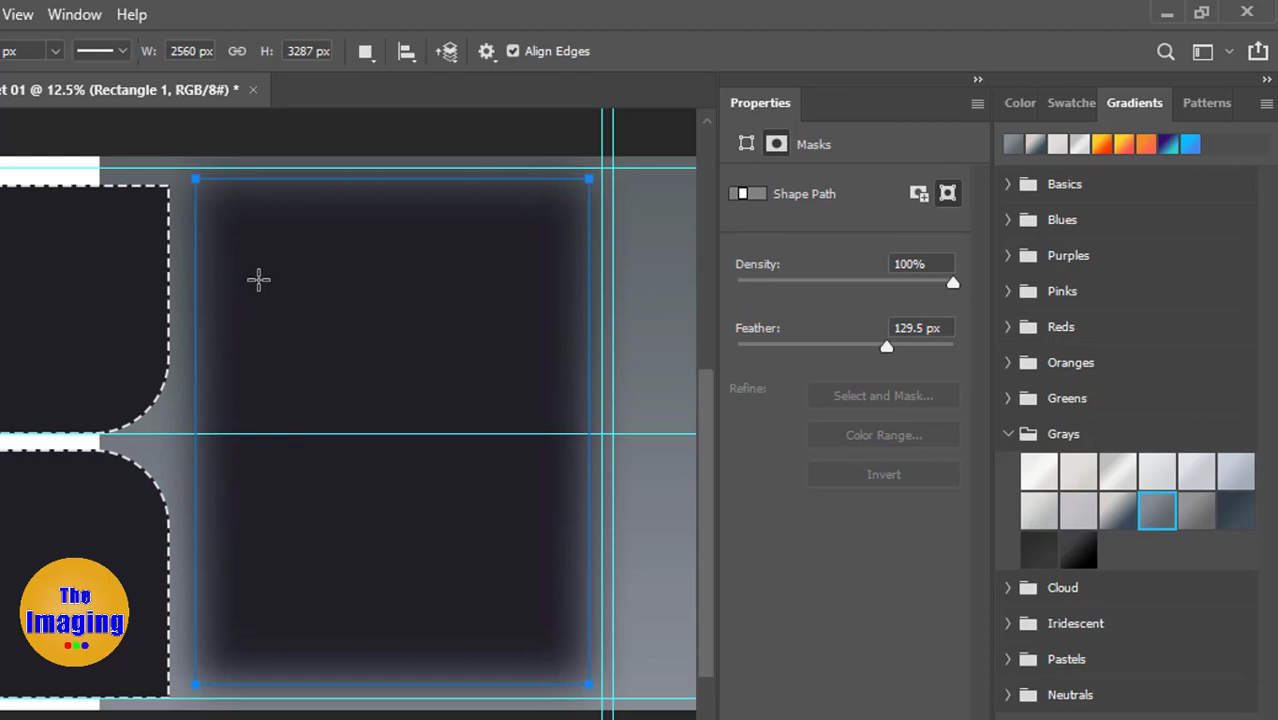 View Window Help
px W: 2560 px H: 3287 px Align Edges
et 01 @ 12.5% (Rectangle 1, RGB/8#) *
Properties
Color Swatche Gradients Patterns
Masks
Shape Path
Density: 100%
Feather: 129.5 px
Refine: Select and Mask...
Color Range...
Invert
Basics
Blues
Purples
Pinks
Reds
Oranges
Greens
Grays
Cloud
Iridescent
Pastels
Neutrals
The
Imaging